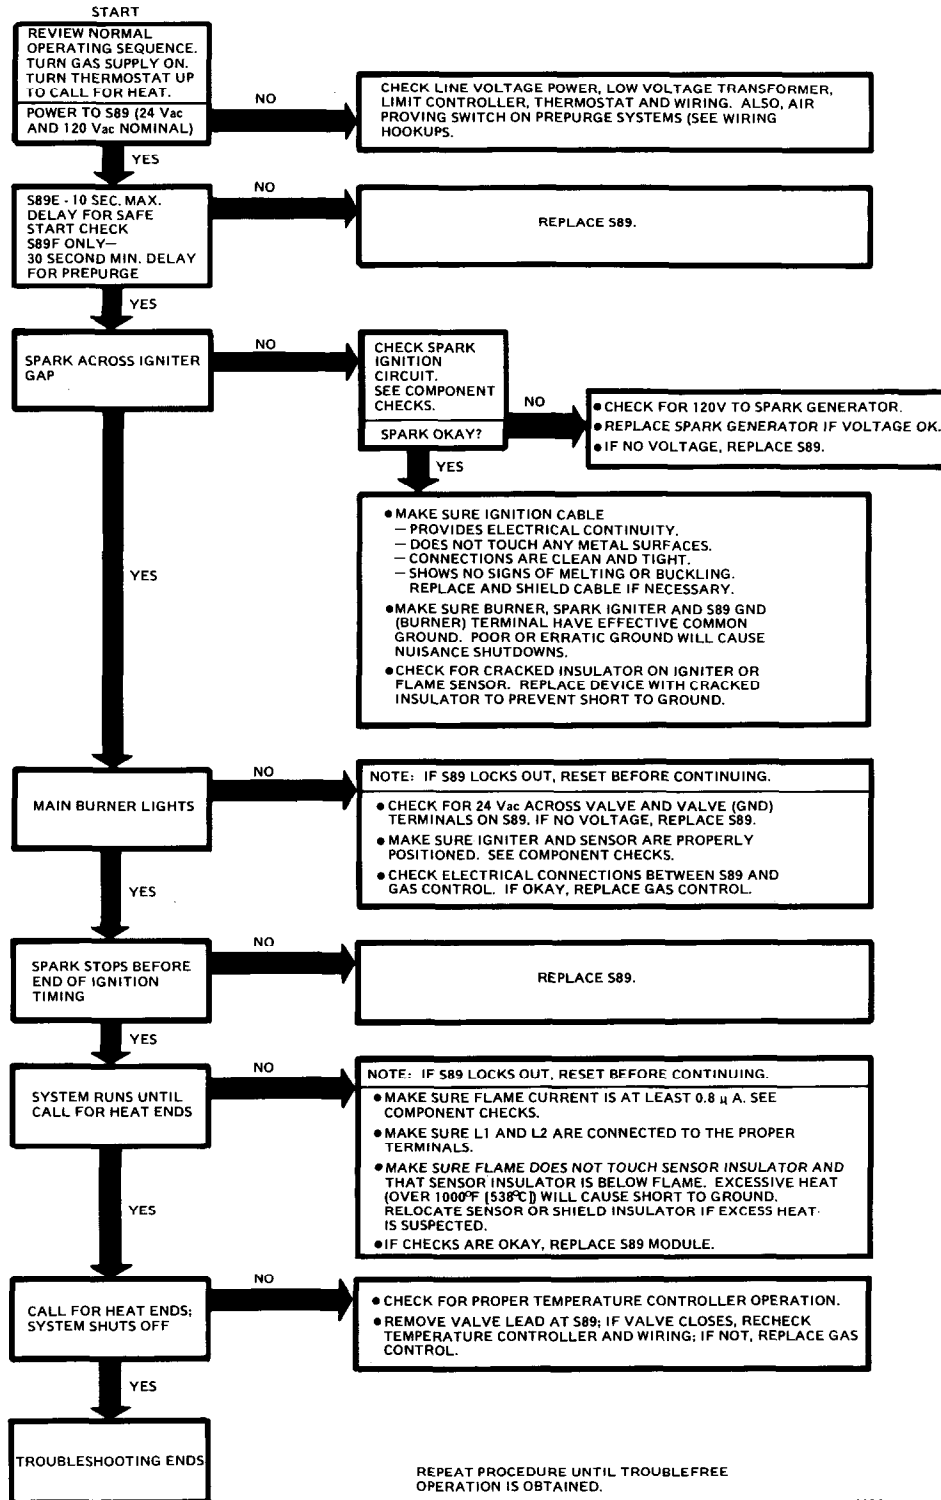 START
REVIEW NORMAL
OPERATING SEQUENCE.
TURN GAS SUPPLY ON.
TURN THERMOSTAT UP
TO CALL FOR HEAT.
POWER TO S89 (24 Vac
AND 120 Vac NOMINAL)
NO
CHECK LINE VOLTAGE POWER, LOW VOLTAGE TRANSFORMER,
LIMIT CONTROLLER, THERMOSTAT AND WIRING. ALSO, AIR
PROVING SWITCH ON PREPURGE SYSTEMS (SEE WIRING
HOOKUPS.
YES
S89E - 10 SEC. MAX.
DELAY FOR SAFE
START CHECK
S89F ONLY—
30 SECOND MIN. DELAY
FOR PREPURGE
NO
REPLACE S89.
YES
SPARK ACROSS IGNITER
GAP
NO
CHECK SPARK
IGNITION
CIRCUIT.
SEE COMPONENT
CHECKS.
SPARK OKAY?
NO
● CHECK FOR 120V TO SPARK GENERATOR.
● REPLACE SPARK GENERATOR IF VOLTAGE OK.
● IF NO VOLTAGE, REPLACE S89.
YES
● MAKE SURE IGNITION CABLE
— PROVIDES ELECTRICAL CONTINUITY.
— DOES NOT TOUCH ANY METAL SURFACES.
— CONNECTIONS ARE CLEAN AND TIGHT.
— SHOWS NO SIGNS OF MELTING OR BUCKLING.
REPLACE AND SHIELD CABLE IF NECESSARY.
● MAKE SURE BURNER, SPARK IGNITER AND S89 GND
(BURNER) TERMINAL HAVE EFFECTIVE COMMON
GROUND. POOR OR ERRATIC GROUND WILL CAUSE
NUISANCE SHUTDOWNS.
● CHECK FOR CRACKED INSULATOR ON IGNITER OR
FLAME SENSOR. REPLACE DEVICE WITH CRACKED
INSULATOR TO PREVENT SHORT TO GROUND.
YES
MAIN BURNER LIGHTS
NO
NOTE: IF S89 LOCKS OUT, RESET BEFORE CONTINUING.
● CHECK FOR 24 Vac ACROSS VALVE AND VALVE (GND)
TERMINALS ON S89. IF NO VOLTAGE, REPLACE S89.
● MAKE SURE IGNITER AND SENSOR ARE PROPERLY
POSITIONED. SEE COMPONENT CHECKS.
● CHECK ELECTRICAL CONNECTIONS BETWEEN S89 AND
GAS CONTROL. IF OKAY, REPLACE GAS CONTROL.
YES
SPARK STOPS BEFORE
END OF IGNITION
TIMING
NO
REPLACE S89.
YES
SYSTEM RUNS UNTIL
CALL FOR HEAT ENDS
NO
NOTE: IF S89 LOCKS OUT, RESET BEFORE CONTINUING.
● MAKE SURE FLAME CURRENT IS AT LEAST 0.8 μ A. SEE
COMPONENT CHECKS.
● MAKE SURE L1 AND L2 ARE CONNECTED TO THE PROPER
TERMINALS.
● MAKE SURE FLAME DOES NOT TOUCH SENSOR INSULATOR AND
THAT SENSOR INSULATOR IS BELOW FLAME. EXCESSIVE HEAT
(OVER 1000°F [538°C]) WILL CAUSE SHORT TO GROUND.
RELOCATE SENSOR OR SHIELD INSULATOR IF EXCESS HEAT
IS SUSPECTED.
● IF CHECKS ARE OKAY, REPLACE S89 MODULE.
YES
CALL FOR HEAT ENDS;
SYSTEM SHUTS OFF
NO
● CHECK FOR PROPER TEMPERATURE CONTROLLER OPERATION.
● REMOVE VALVE LEAD AT S89; IF VALVE CLOSES, RECHECK
TEMPERATURE CONTROLLER AND WIRING; IF NOT, REPLACE GAS
CONTROL.
YES
TROUBLESHOOTING ENDS
REPEAT PROCEDURE UNTIL TROUBLEFREE
OPERATION IS OBTAINED.